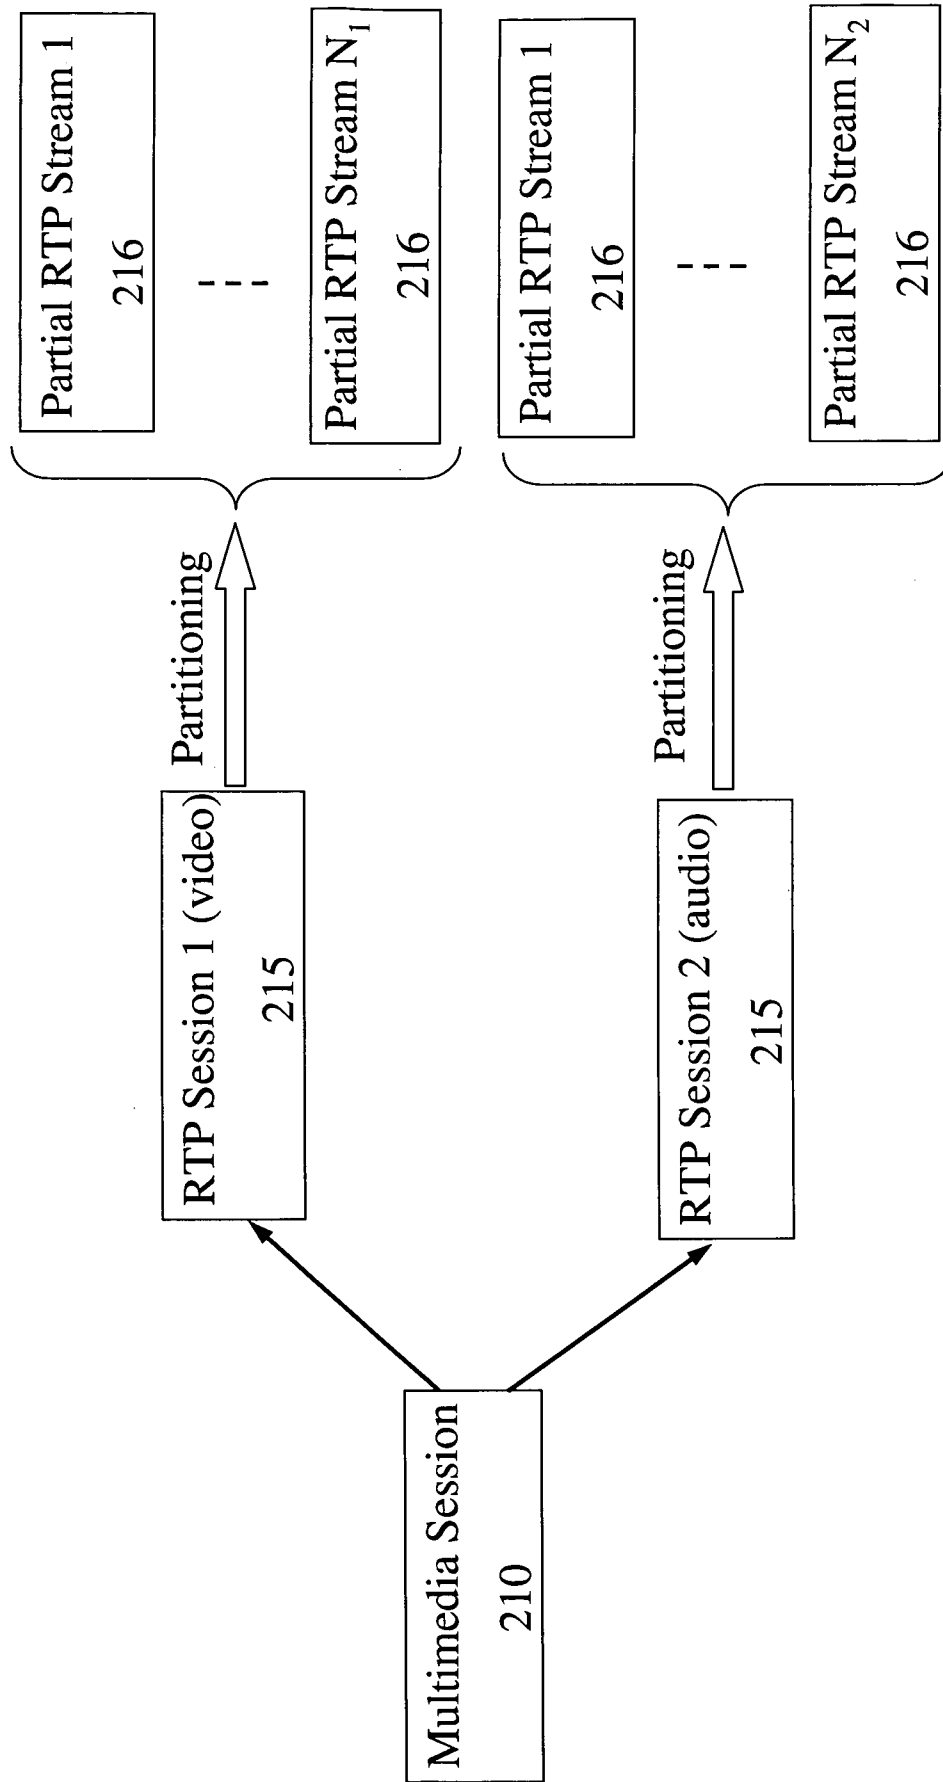 Multimedia Session
210
RTP Session 1 (video)
215
Partitioning
Partial RTP Stream 1
216
Partial RTP Stream N₁
216
RTP Session 2 (audio)
215
Partitioning
Partial RTP Stream 1
216
Partial RTP Stream N₂
216